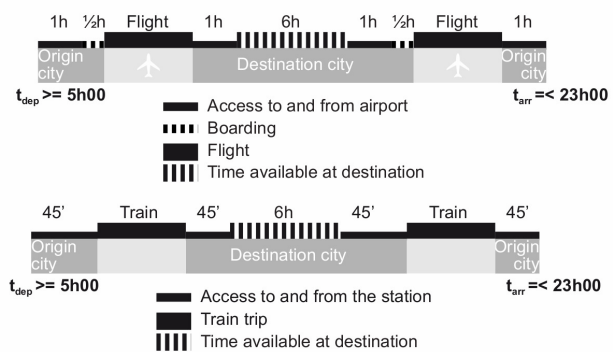 1h ½h Flight 1h 6h 1h ½h Flight 1h
Origin city Destination city Origin city
t_dep >= 5h00 t_arr =< 23h00
Access to and from airport
Boarding
Flight
Time available at destination
45’ Train 45’ 6h 45’ Train 45’
Origin city Destination city Origin city
t_dep >= 5h00 t_arr =< 23h00
Access to and from the station
Train trip
Time available at destination